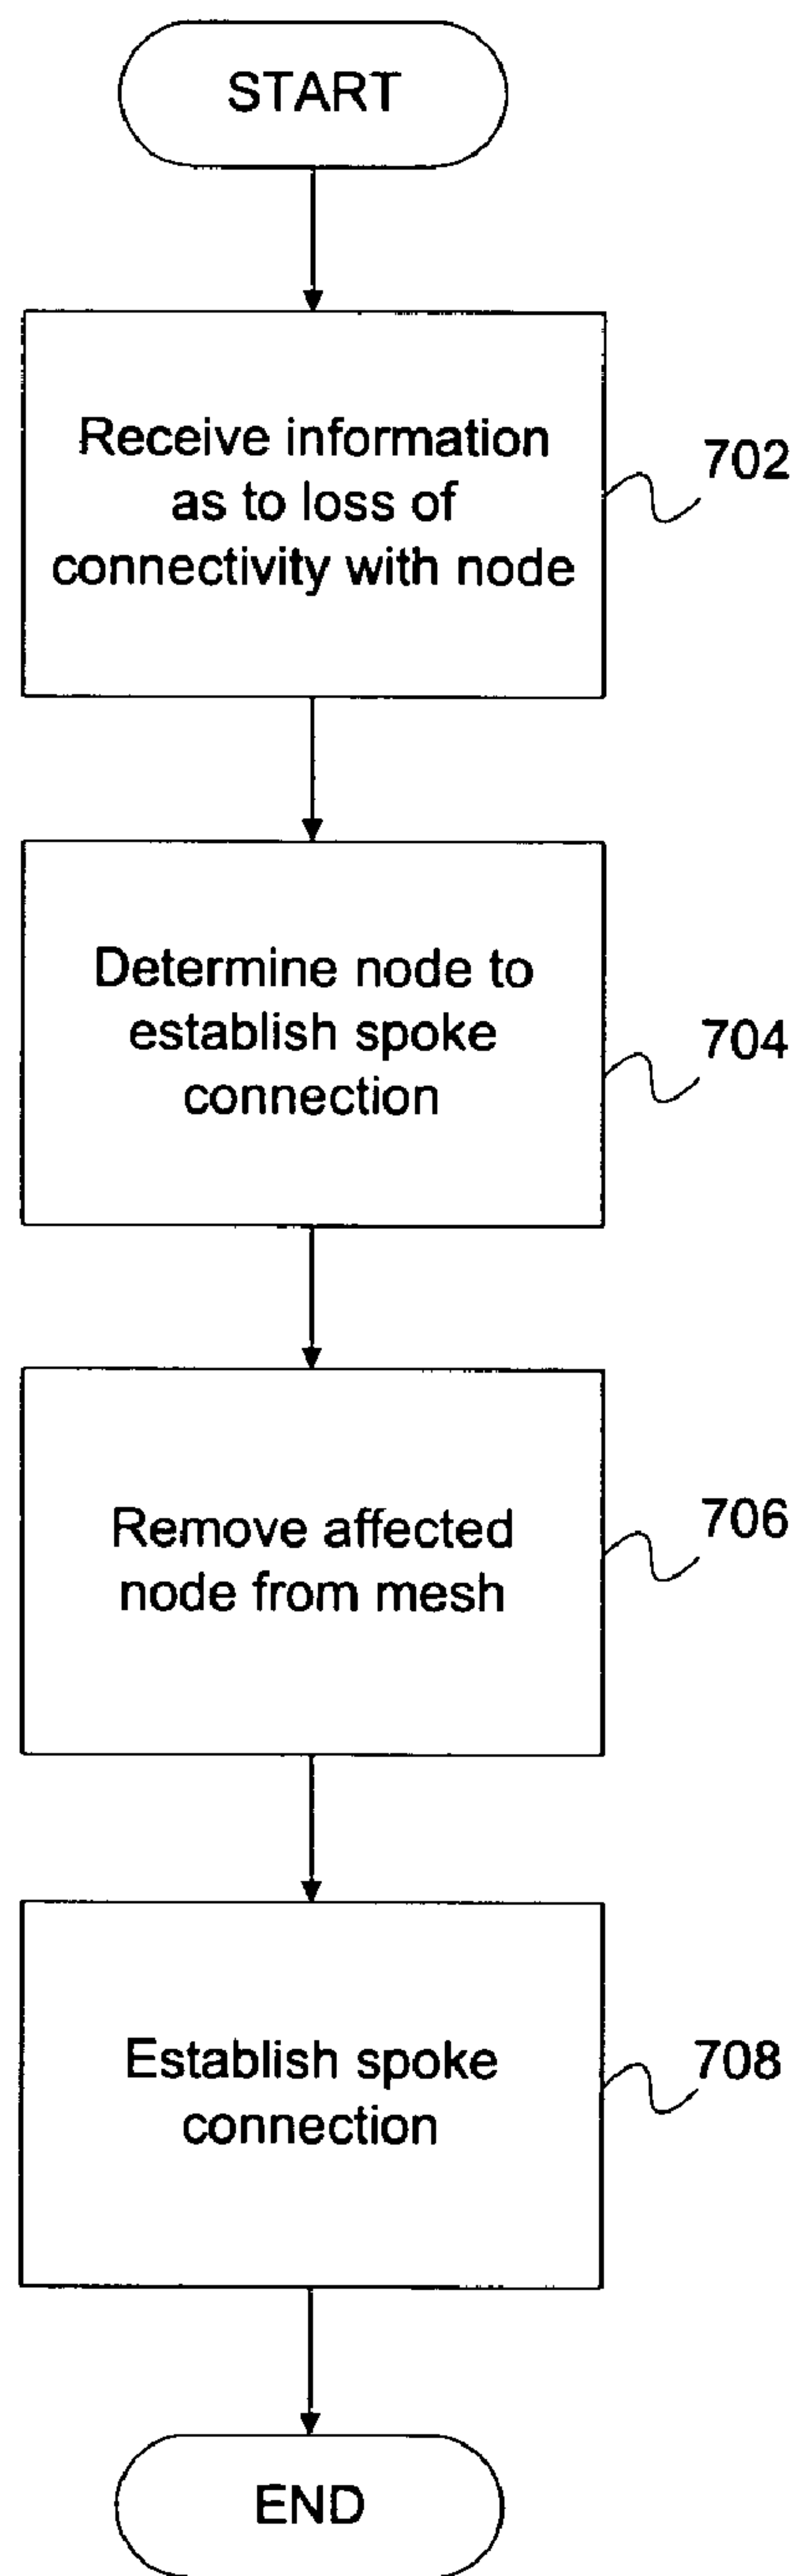 START
Receive information
as to loss of
connectivity with node
702
Determine node to
establish spoke
connection
704
Remove affected
node from mesh
706
Establish spoke
connection
708
END